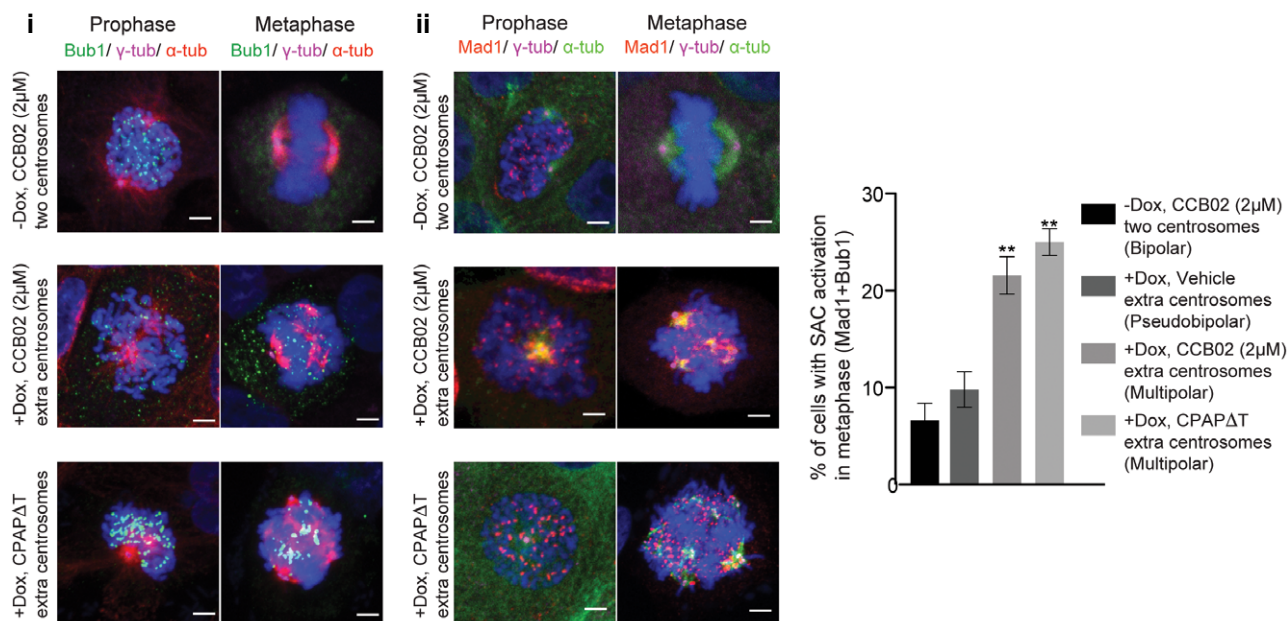 i
Prophase
Metaphase
Bub1/ γ-tub/ α-tub
Bub1/ γ-tub/ α-tub
-Dox, CCB02 (2μM)
two centrosomes
+Dox, CCB02 (2μM)
extra centrosomes
+Dox, CPAPΔT
extra centrosomes
ii
Prophase
Metaphase
Mad1/ γ-tub/ α-tub
Mad1/ γ-tub/ α-tub
-Dox, CCB02 (2μM)
two centrosomes
+Dox, CCB02 (2μM)
extra centrosomes
+Dox, CPAPΔT
extra centrosomes
% of cells with SAC activation
in metaphase (Mad1+Bub1)
30
20
10
0
**
**
-Dox, CCB02 (2μM)
two centrosomes
(Bipolar)
+Dox, Vehicle
extra centrosomes
(Pseudobipolar)
+Dox, CCB02 (2μM)
extra centrosomes
(Multipolar)
+Dox, CPAPΔT
extra centrosomes
(Multipolar)